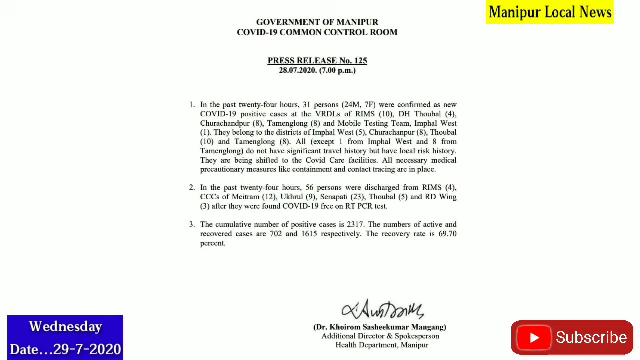 Manipur Local News
GOVERNMENT OF MANIPUR
COVID-19 COMMON CONTROL ROOM
PRESS RELEASE No. 125
28.07.2020 (7.00 p.m.)
1. In the past twenty-four hours, 31 persons (24M, 7F) were confirmed as new
COVID-19 positive cases at the VRDLs of RIMS (10), DH Thoubal (4),
Churachandpur (8), Tamenglong (8) and Mobile Testing Team, Imphal West
(1). They belong to the districts of Imphal West (5), Churachanpur (8), Thoubal
(10) and Tamenglong (8). All (except 1 from Imphal West and 8 from
Tamenglong) do not have significant travel history but have local risk history.
They are being shifted to the Covid Care facilities. All necessary medical
precautionary measures like containment and contact tracing are in place.
2. In the past twenty-four hours, 56 persons were discharged from RIMS (4),
CCCs of Meitram (12), Ukhrul (9), Senapati (23), Thoubal (5) and RD Wing
(3) after they were found COVID-19 free on RT PCR test.
3. The cumulative number of positive cases is 2317. The numbers of active and
recovered cases are 702 and 1615 respectively. The recovery rate is 69.70
percent.
(Dr. Khoirom Sasheekumar Mangang)
Additional Director & Spokesperson
Health Department, Manipur
Wednesday
Date...29-7-2020
Subscribe